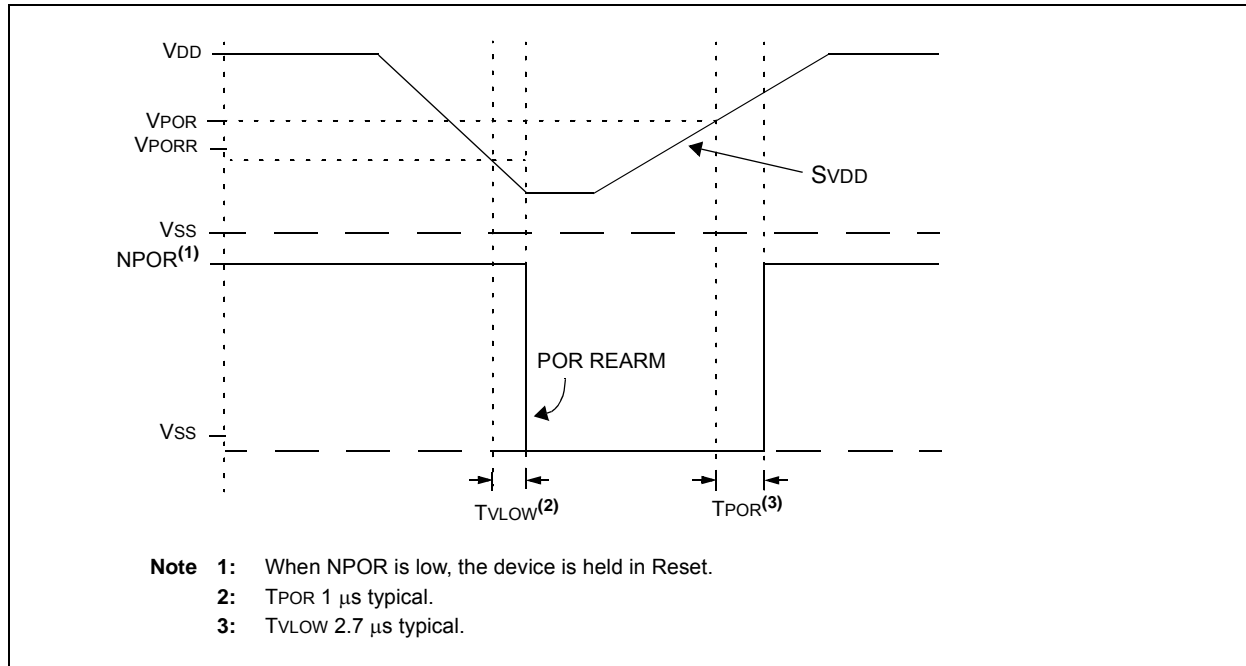 VDD
VPOR
VPORR
SVDD
VSS
NPOR(1)
POR REARM
VSS
TVLOW(2)
TPOR(3)
Note 1: When NPOR is low, the device is held in Reset.
2: TPOR 1 μs typical.
3: TVLOW 2.7 μs typical.